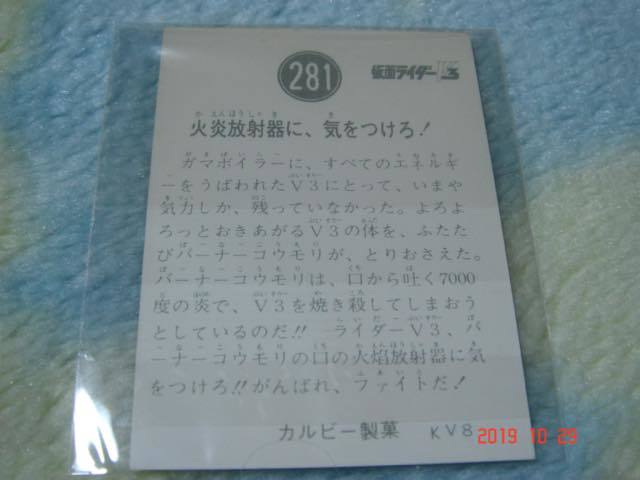 281
仮面ライダーV3
火炎放射器に、気をつけろ!
ガマボイラーに、すべてのエネルギ
ーをうばわれたV3にとって、いまや
気力しか、残っていなかった。よろよ
ろっとおきあがるV3の体を、ふたた
びバーナーコウモリが、とりおさえた。
バーナーコウモリは、口から吐く7000
度の炎で、V3を焼き殺してしまおう
としているのだ!! ライダーV3、バ
ーナーコウモリの口の火焰放射器に気
をつけろ!!がんばれ、ファイトだ!
カルビー製菓 KV8
2019 10 29